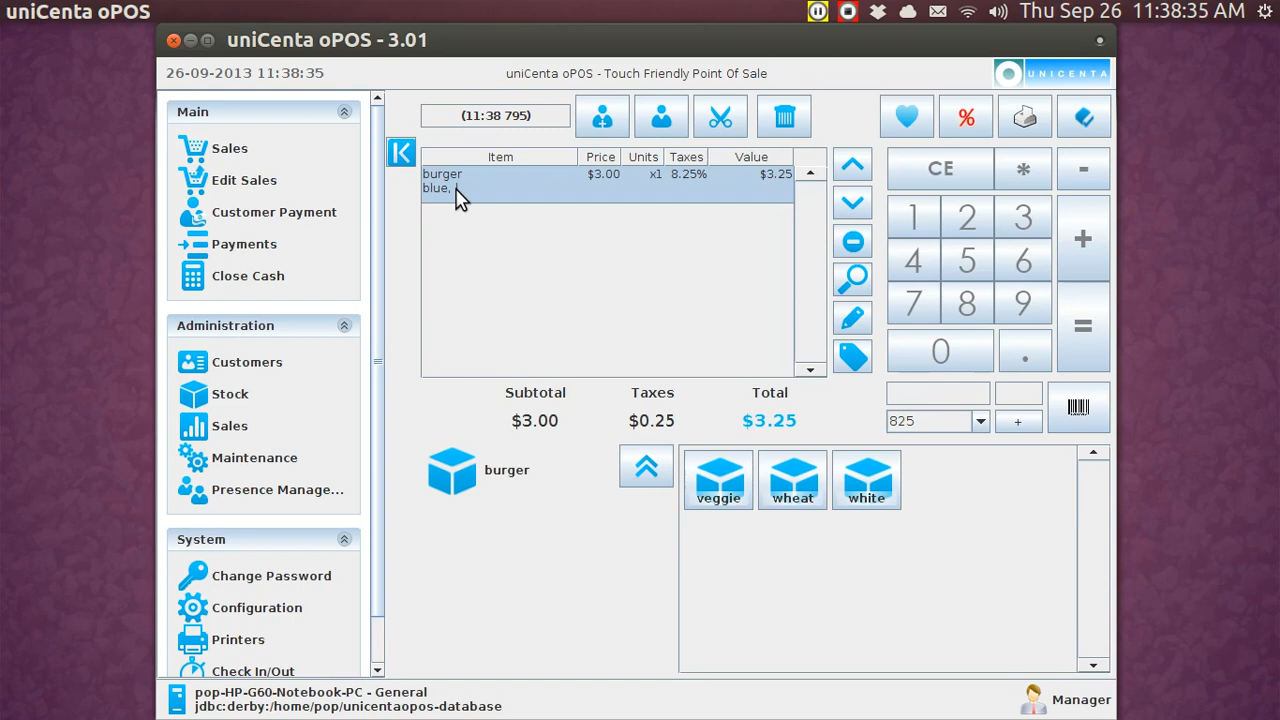 uniCenta oPOS
Thu Sep 26 11:38:35 AM
uniCenta oPOS - 3.01
26-09-2013 11:38:35
uniCenta oPOS - Touch Friendly Point Of Sale
UNICENTA
Main
Sales
Edit Sales
Customer Payment
Payments
Close Cash
Administration
Customers
Stock
Sales
Maintenance
Presence Manage...
System
Change Password
Configuration
Printers
Check In/Out
(11:38 795)
%
Item Price Units Taxes Value
burger $3.00 x1 8.25% $3.25
blue,
CE * -
1 2 3 +
4 5 6
7 8 9 =
0 .
825 +
Subtotal Taxes Total
$3.00 $0.25 $3.25
burger
veggie wheat white
pop-HP-G60-Notebook-PC - General
jdbc:derby:/home/pop/unicentaopos-database
Manager